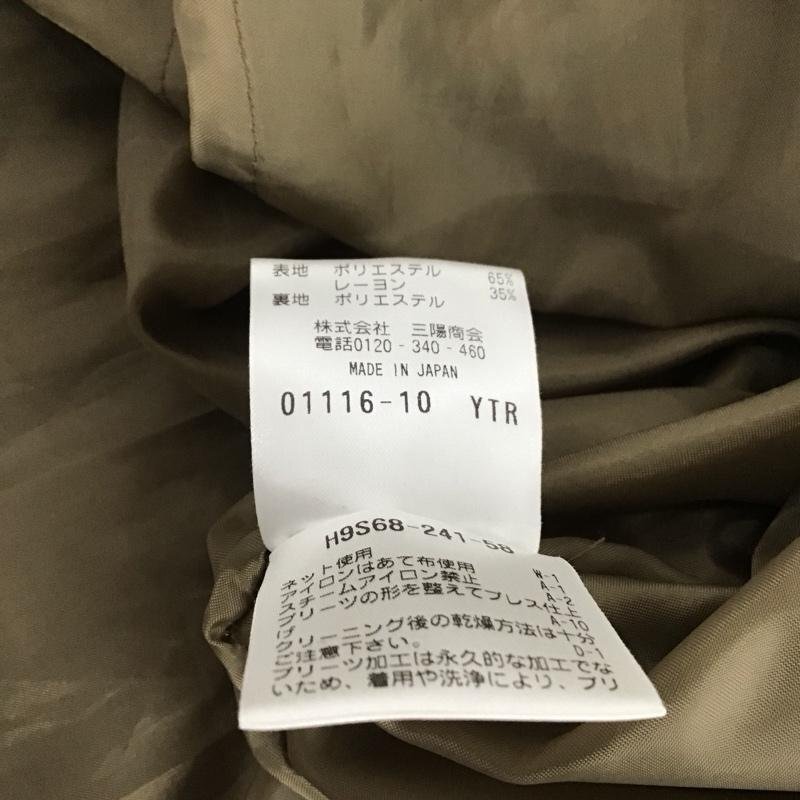 表地 ポリエステル 65%
レーヨン 35%
裏地 ポリエステル
株式会社 三陽商会
電話0120-340-460
MADE IN JAPAN
01116-10 YTR
H9S68-241-58
ネット使用 W-1
アイロンはあて布使用 A-1
スチームアイロン禁止 A-2
プリーツの形を整えてプレス仕上
げ A-10
クリーニング後の乾燥方法は十分
ご注意下さい。 D-1
プリーツ加工は永久的な加工でな
いため、着用や洗浄により、プリ